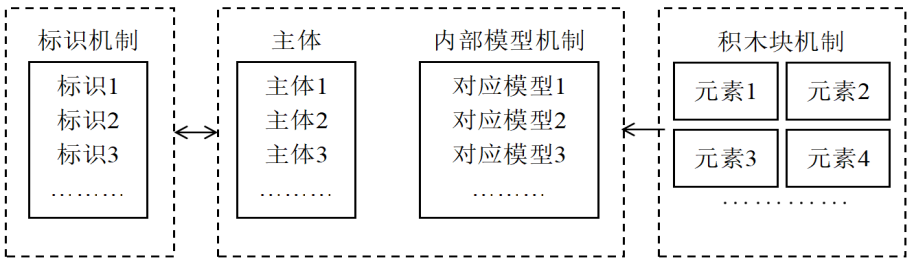 标识机制
标识1
标识2
标识3
………
主体
主体1
主体2
主体3
………
内部模型机制
对应模型1
对应模型2
对应模型3
………
积木块机制
元素1
元素2
元素3
元素4
…………